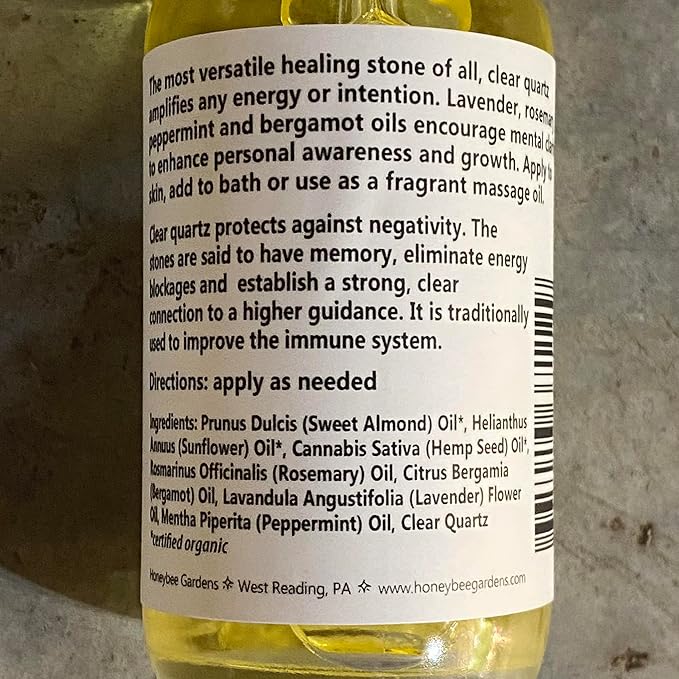 The most versatile healing stone of all, clear quartz
amplifies any energy or intention. Lavender, rosemary
peppermint and bergamot oils encourage mental clarity
to enhance personal awareness and growth. Apply to
skin, add to bath or use as a fragrant massage oil.
Clear quartz protects against negativity. The
stones are said to have memory, eliminate energy
blockages and establish a strong, clear
connection to a higher guidance. It is traditionally
used to improve the immune system.
Directions: apply as needed
Ingredients: Prunus Dulcis (Sweet Almond) Oil*, Helianthus
Annuus (Sunflower) Oil*, Cannabis Sativa (Hemp Seed) Oil*,
Rosmarinus Officinalis (Rosemary) Oil, Citrus Bergamia
(Bergamot) Oil, Lavandula Angustifolia (Lavender) Flower
Oil, Mentha Piperita (Peppermint) Oil, Clear Quartz
*certified organic
Honeybee Gardens ✧ West Reading, PA ✧ www.honeybeegardens.com